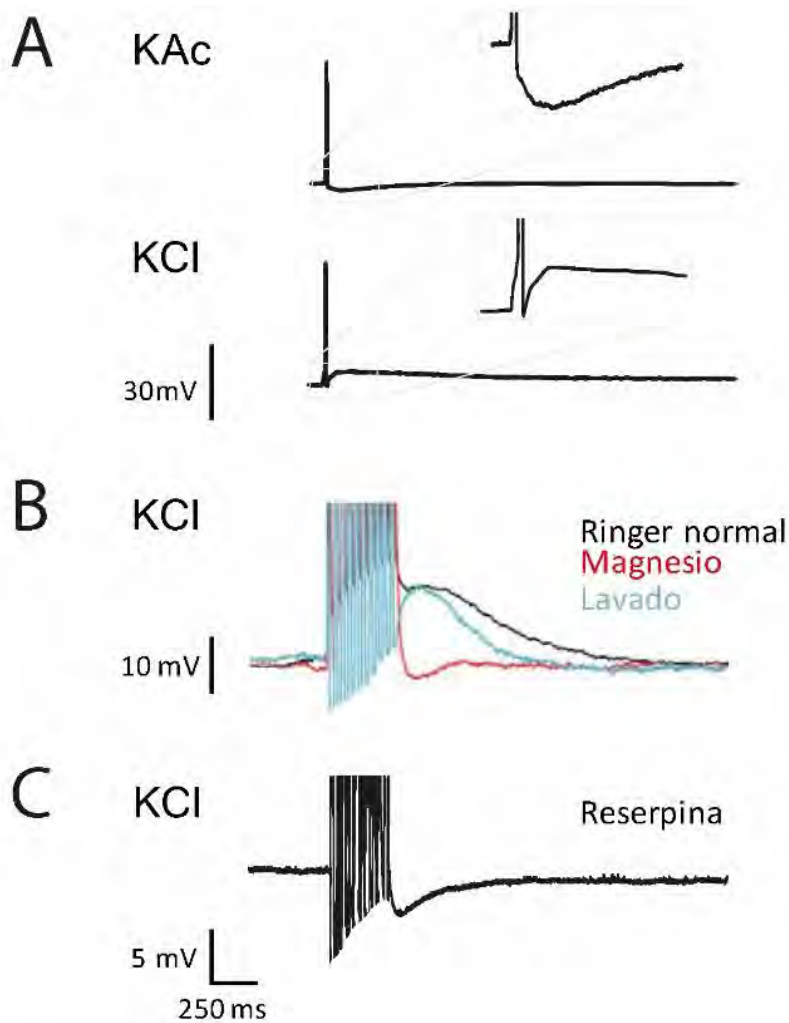 A
KAc
KCl
30mV
B
KCl
Ringer normal
Magnesio
Lavado
10 mV
C
KCl
Reserpina
5 mV
250 ms